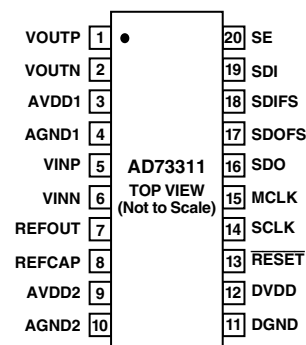 VOUTP 1 20 SE
VOUTN 2 19 SDI
AVDD1 3 18 SDIFS
AGND1 4 17 SDOFS
VINP 5 AD73311 16 SDO
VINN 6 TOP VIEW 15 MCLK
(Not to Scale)
REFOUT 7 14 SCLK
REFCAP 8 13 RESET
AVDD2 9 12 DVDD
AGND2 10 11 DGND